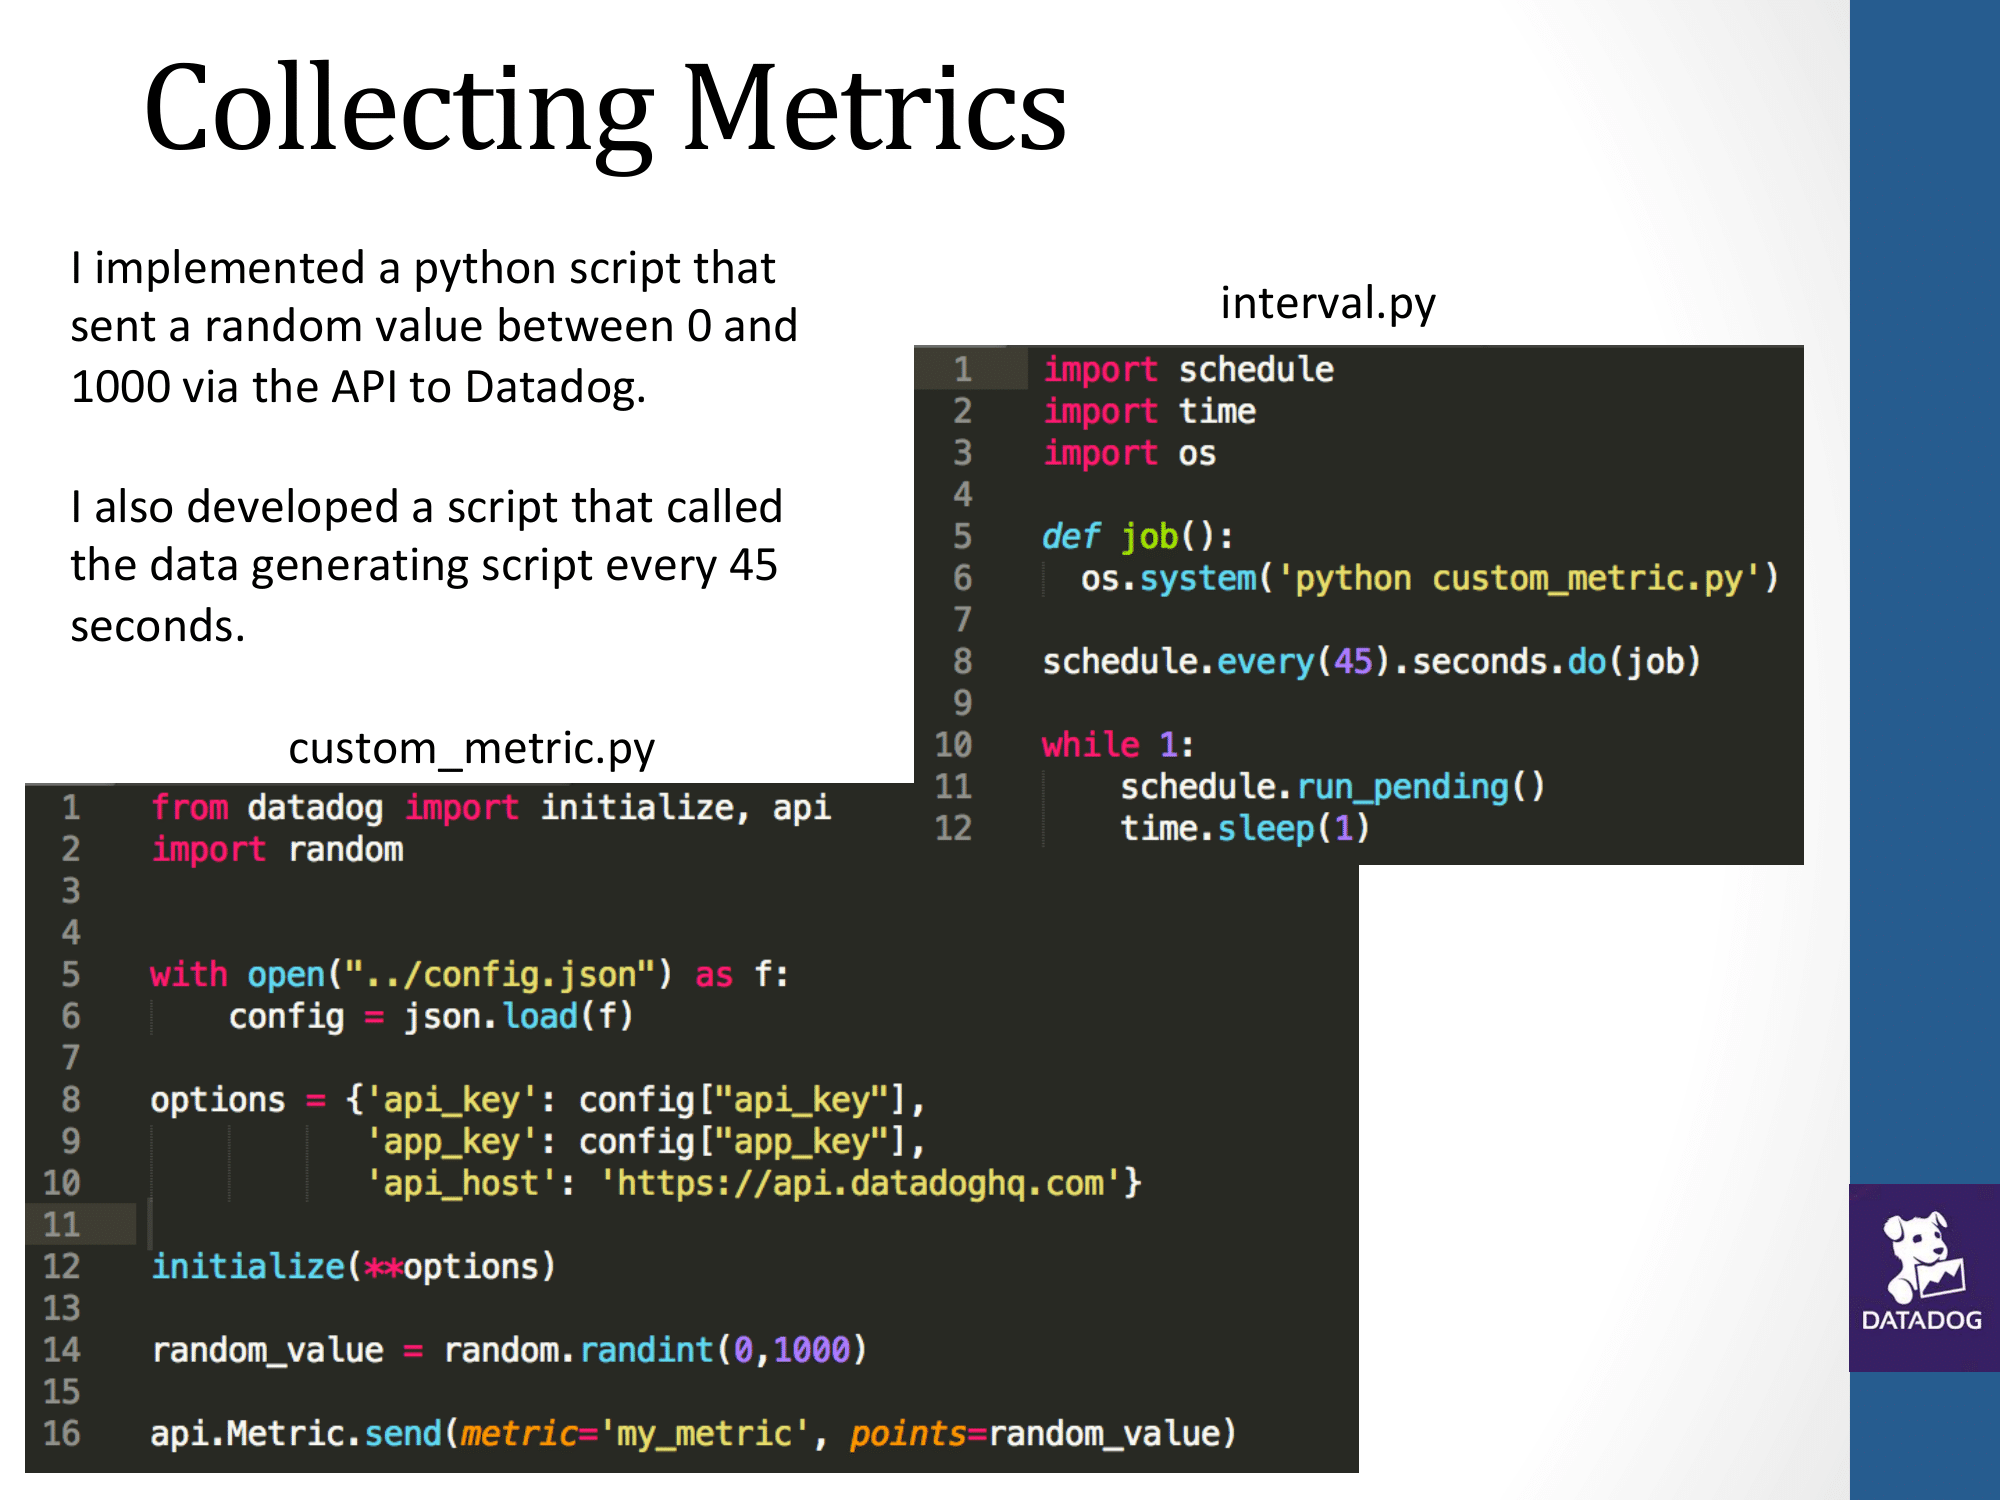 Collecting Metrics
I implemented a python script that
sent a random value between 0 and
1000 via the API to Datadog.
I also developed a script that called
the data generating script every 45
seconds.
interval.py
1 import schedule
2 import time
3 import os
4
5 def job():
6   os.system('python custom_metric.py')
7
8 schedule.every(45).seconds.do(job)
9
10 while 1:
11     schedule.run_pending()
12     time.sleep(1)
custom_metric.py
1 from datadog import initialize, api
2 import random
3
4
5 with open("../config.json") as f:
6     config = json.load(f)
7
8 options = {'api_key': config["api_key"],
9            'app_key': config["app_key"],
10            'api_host': 'https://api.datadoghq.com'}
11
12 initialize(**options)
13
14 random_value = random.randint(0,1000)
15
16 api.Metric.send(metric='my_metric', points=random_value)
DATADOG